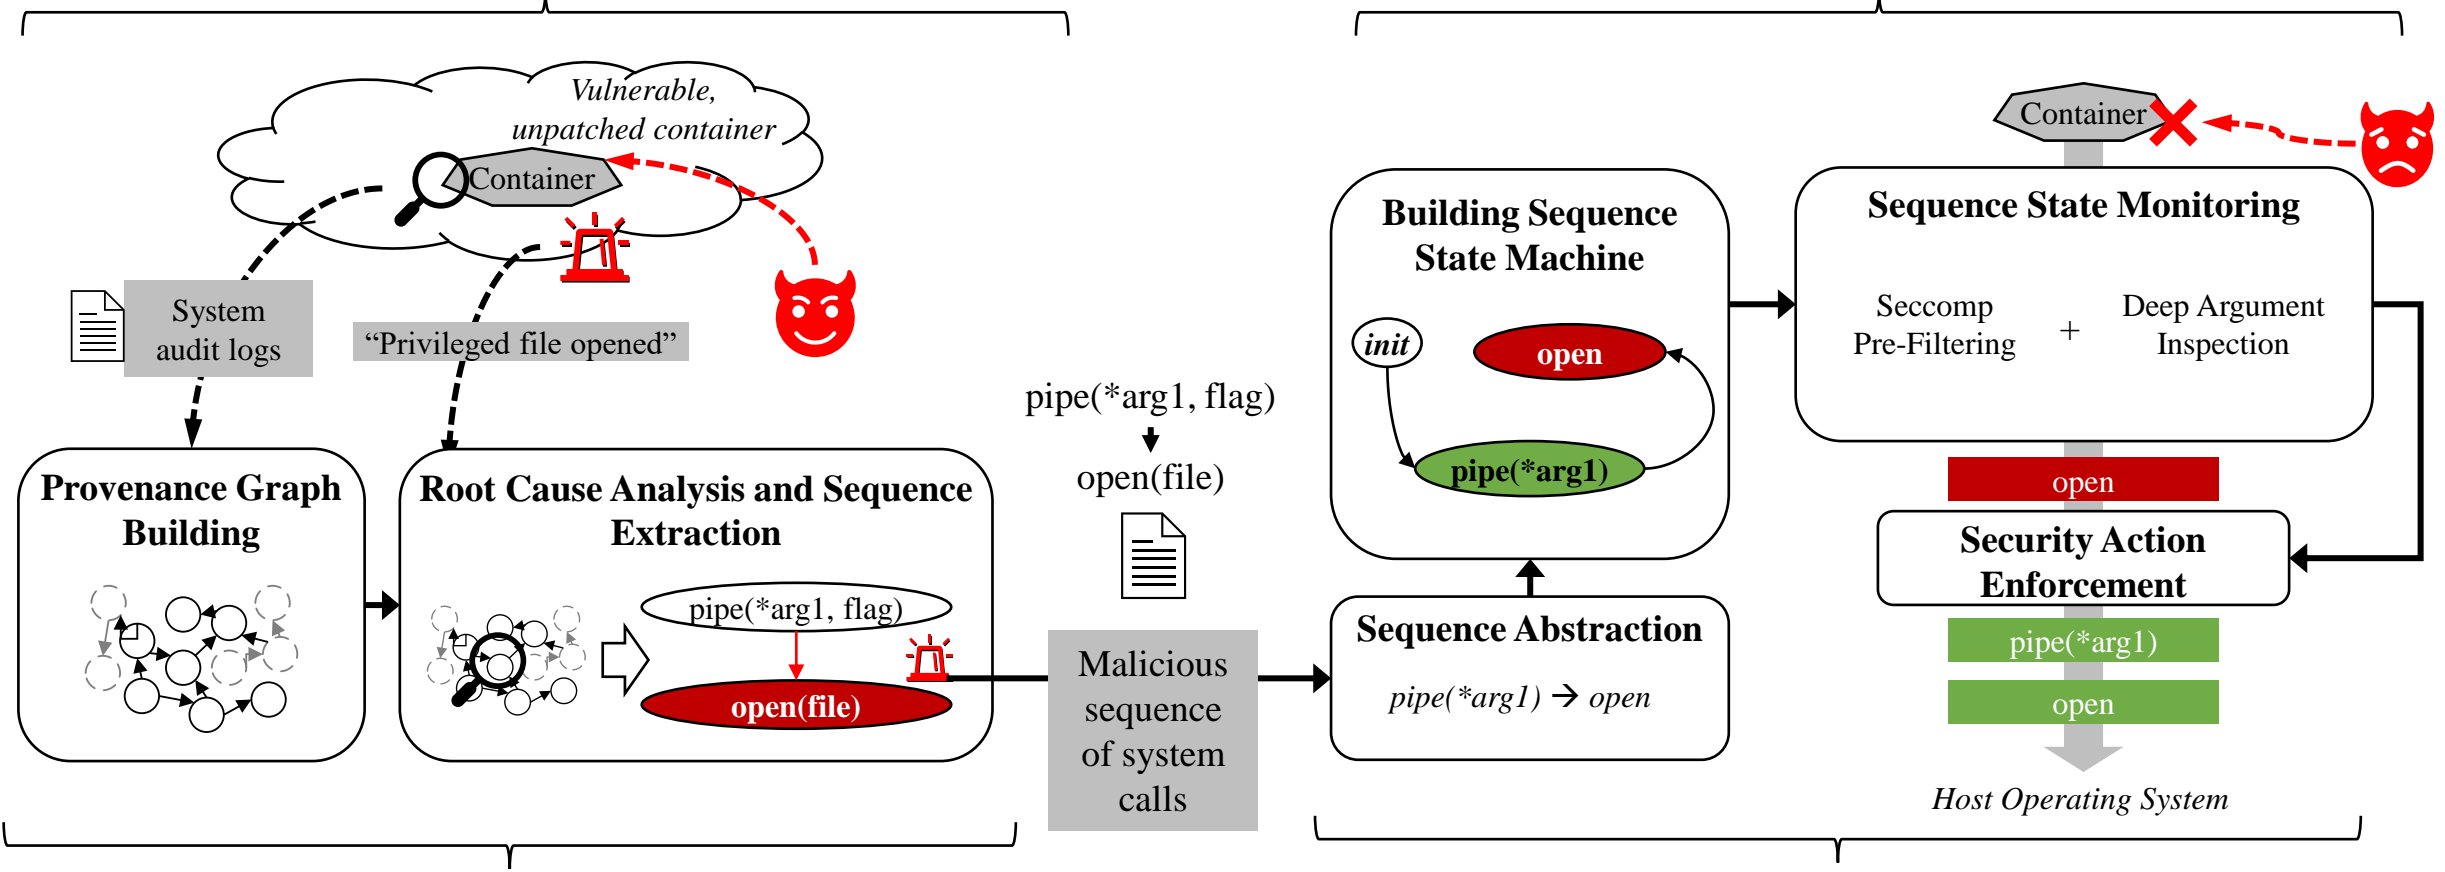 Vulnerable,
unpatched container
Container
System
audit logs
“Privileged file opened”
Provenance Graph
Building
Root Cause Analysis and Sequence
Extraction
pipe(*arg1, flag)
open(file)
pipe(*arg1, flag)
open(file)
Malicious
sequence
of system
calls
Building Sequence
State Machine
init
open
pipe(*arg1)
Sequence Abstraction
pipe(*arg1) → open
Container
Sequence State Monitoring
Seccomp
Pre-Filtering
+
Deep Argument
Inspection
open
Security Action
Enforcement
pipe(*arg1)
open
Host Operating System